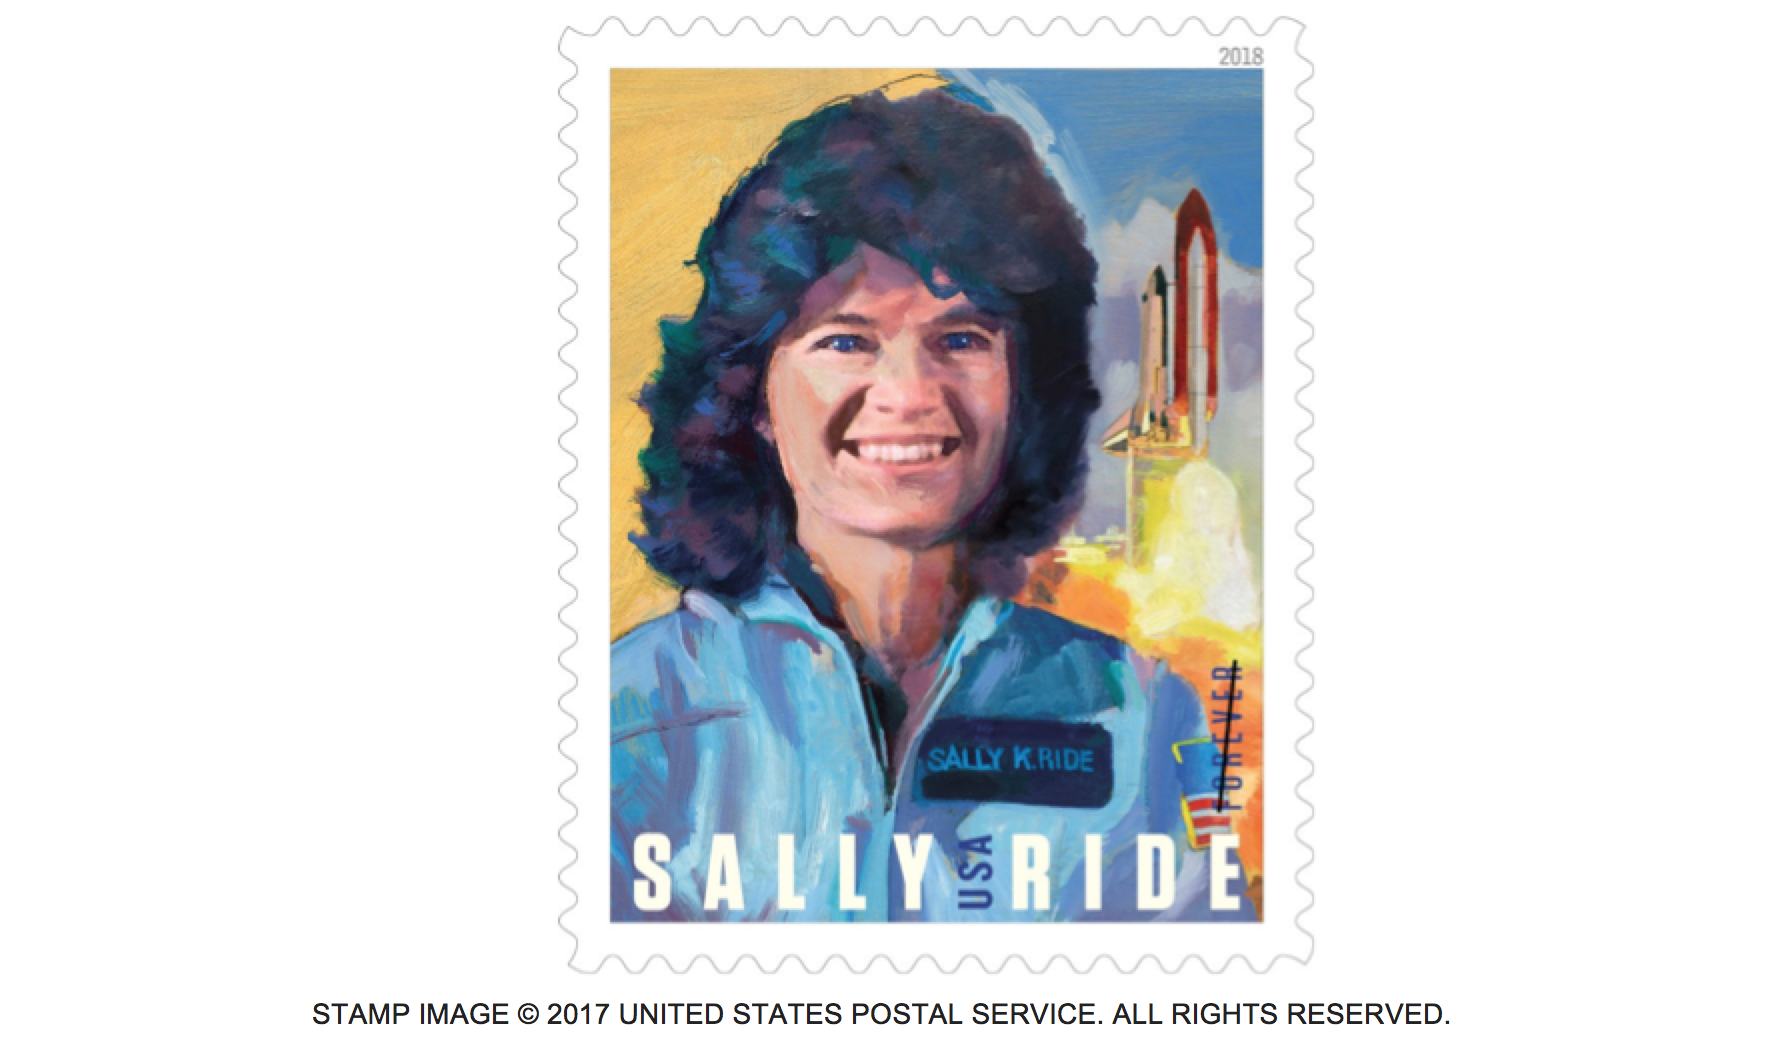 2018
FOREVER
SALLY K.RIDE
SALLY USA RIDE
STAMP IMAGE © 2017 UNITED STATES POSTAL SERVICE. ALL RIGHTS RESERVED.